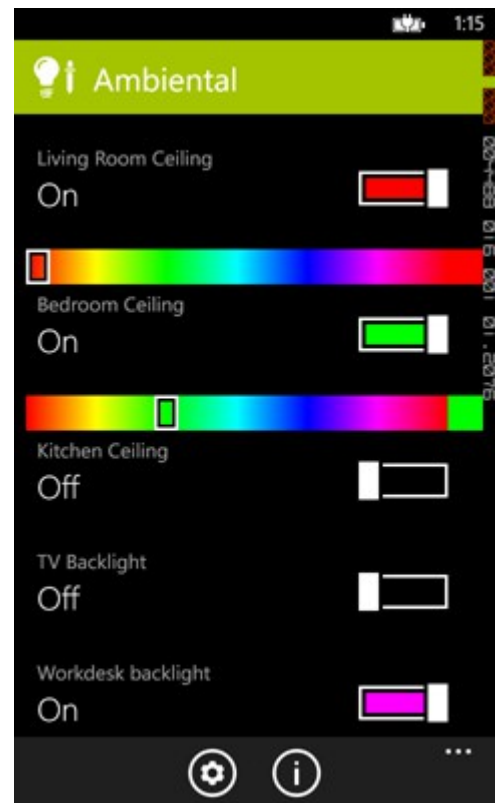 1:15
Ambiental
Living Room Ceiling
On
Bedroom Ceiling
On
Kitchen Ceiling
Off
TV Backlight
Off
Workdesk backlight
On